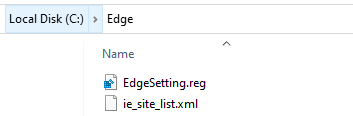 Local Disk (C:) Edge
Name
EdgeSetting.reg
ie_site_list.xml